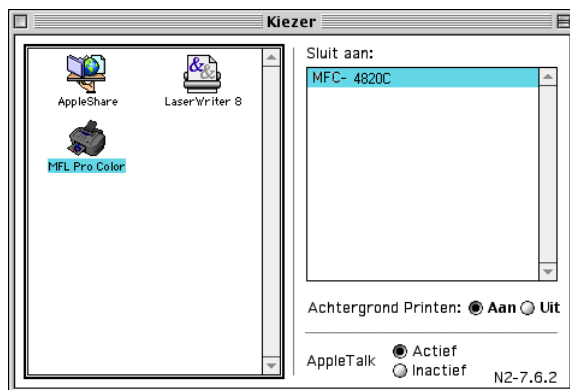 Kiezer
AppleShare
LaserWriter 8
MFL Pro Color
Sluit aan:
MFC- 4820C
Achtergrond Printen: Aan Uit
AppleTalk
Actief
Inactief
N2-7.6.2